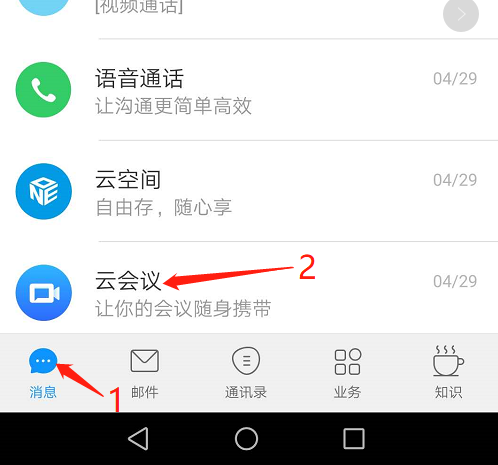 [视频通话]
语音通话
04/29
让沟通更简单高效
NE
云空间
04/29
自由存，随心享
云会议
2
04/29
让你的会议随身携带
1
消息
邮件
通讯录
业务
知识